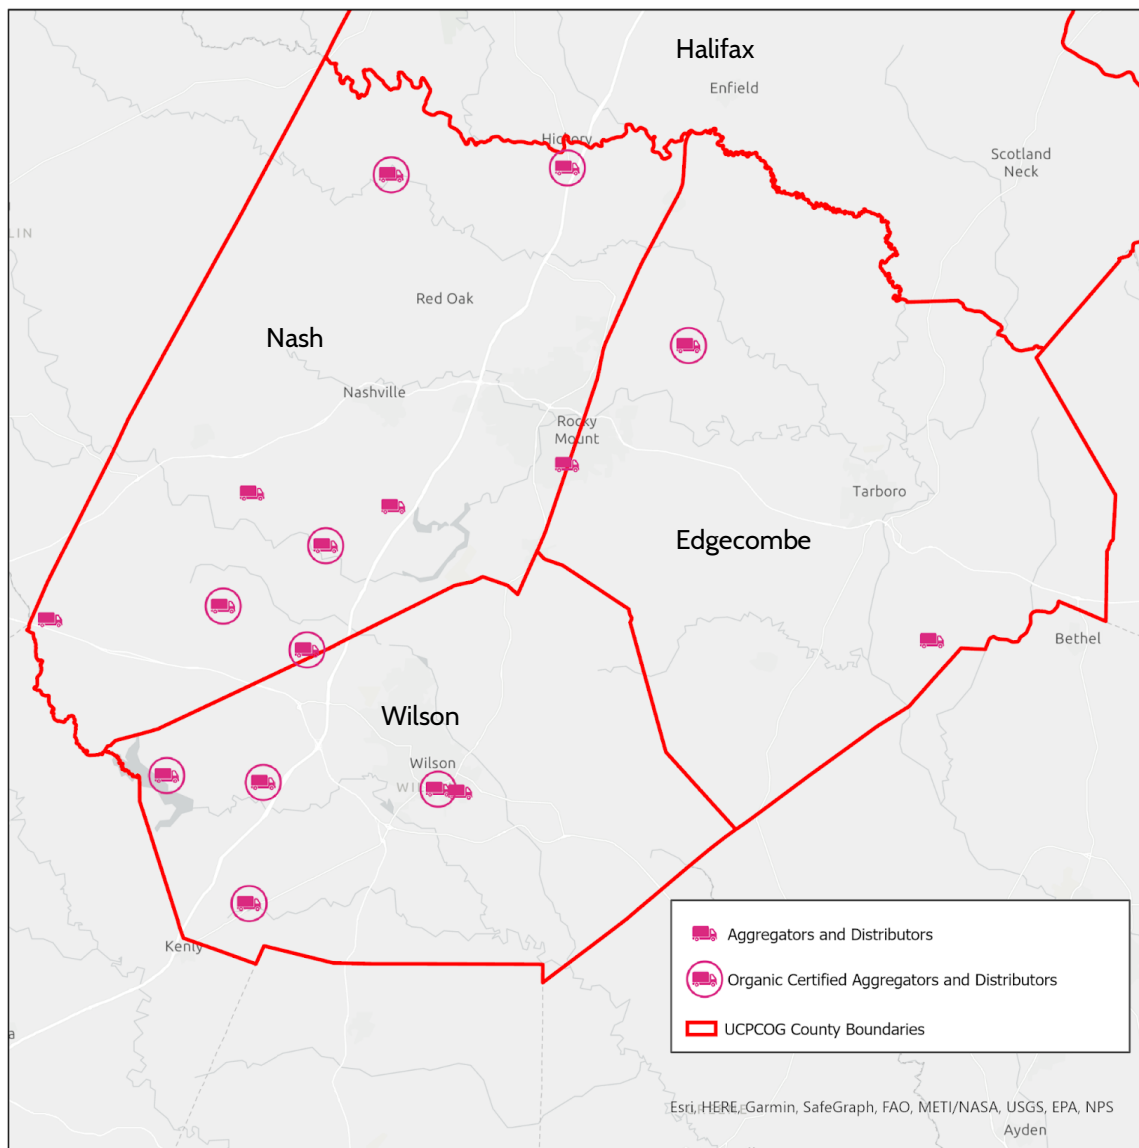 Halifax
Enfield
Hickory
Scotland
Neck
LIN
Red Oak
Nash
Nashville
Rocky
Mount
Tarboro
Edgecombe
Bethel
Wilson
Wilson
WIL
Kenly
Aggregators and Distributors
Organic Certified Aggregators and Distributors
UCPCOG County Boundaries
a
Esri, HERE, Garmin, SafeGraph, FAO, METI/NASA, USGS, EPA, NPS
Ayden